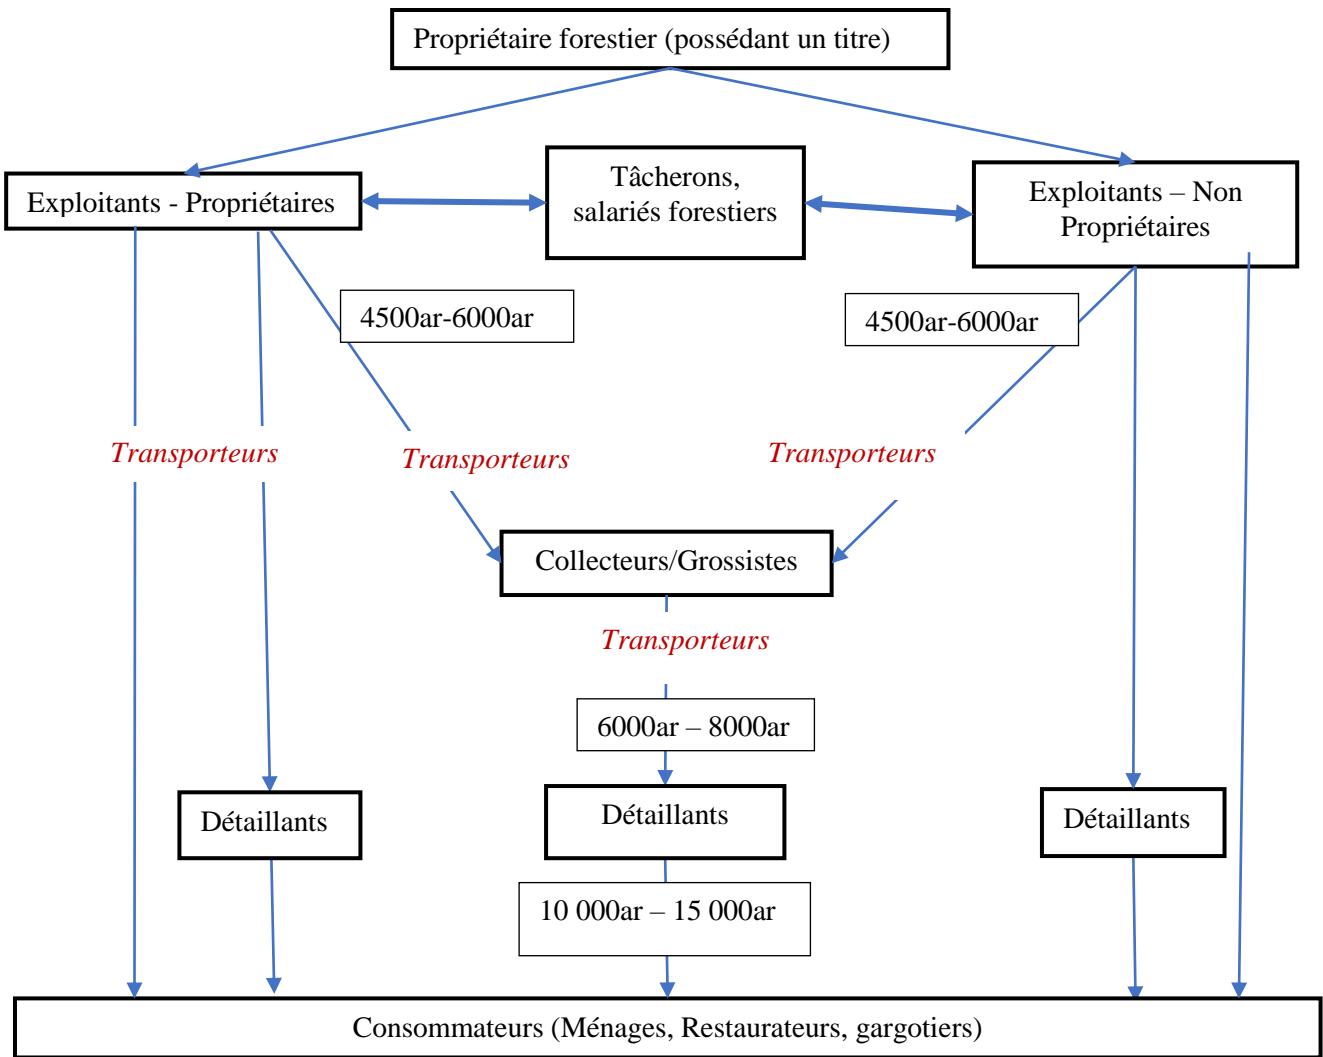 Propriétaire forestier (possédant un titre)
Exploitants - Propriétaires
Tâcherons,
salariés forestiers
Exploitants – Non
Propriétaires
4500ar-6000ar
4500ar-6000ar
Transporteurs
Transporteurs
Transporteurs
Collecteurs/Grossistes
Transporteurs
6000ar – 8000ar
Détaillants
Détaillants
Détaillants
10 000ar – 15 000ar
Consommateurs (Ménages, Restaurateurs, gargotiers)